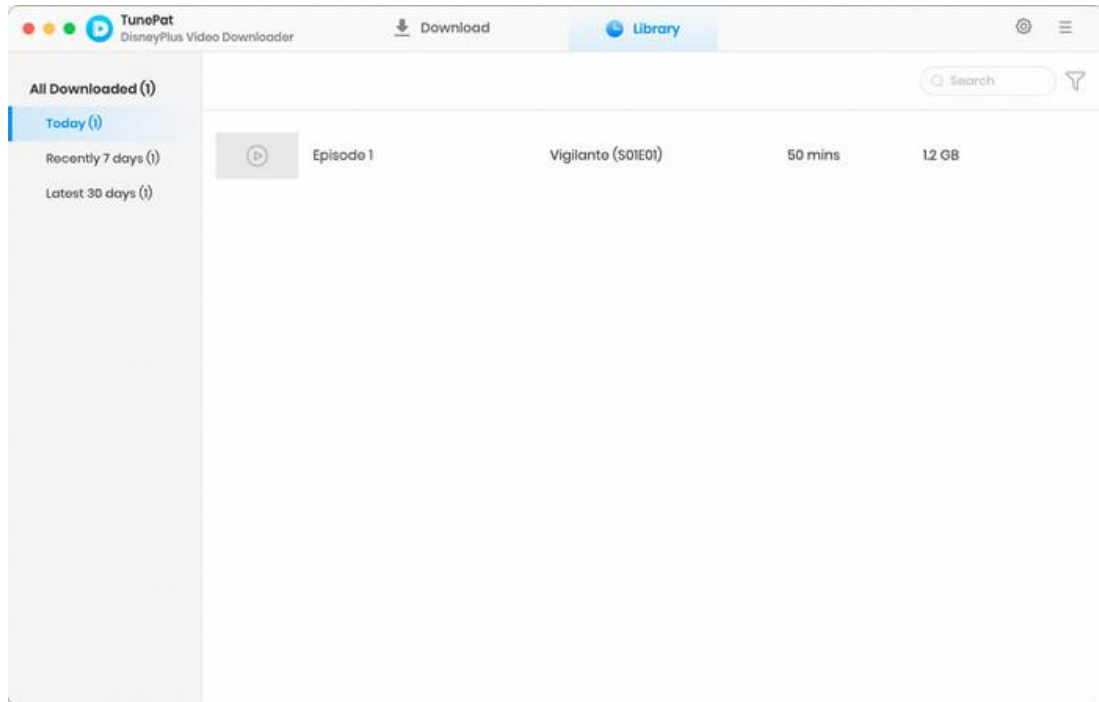 TunePat
DisneyPlus Video Downloader
Download
Library
All Downloaded (1)
Today (1)
Recently 7 days (1)
Latest 30 days (1)
Search
Episode 1 Vigilante (S01E01) 50 mins 1.2 GB